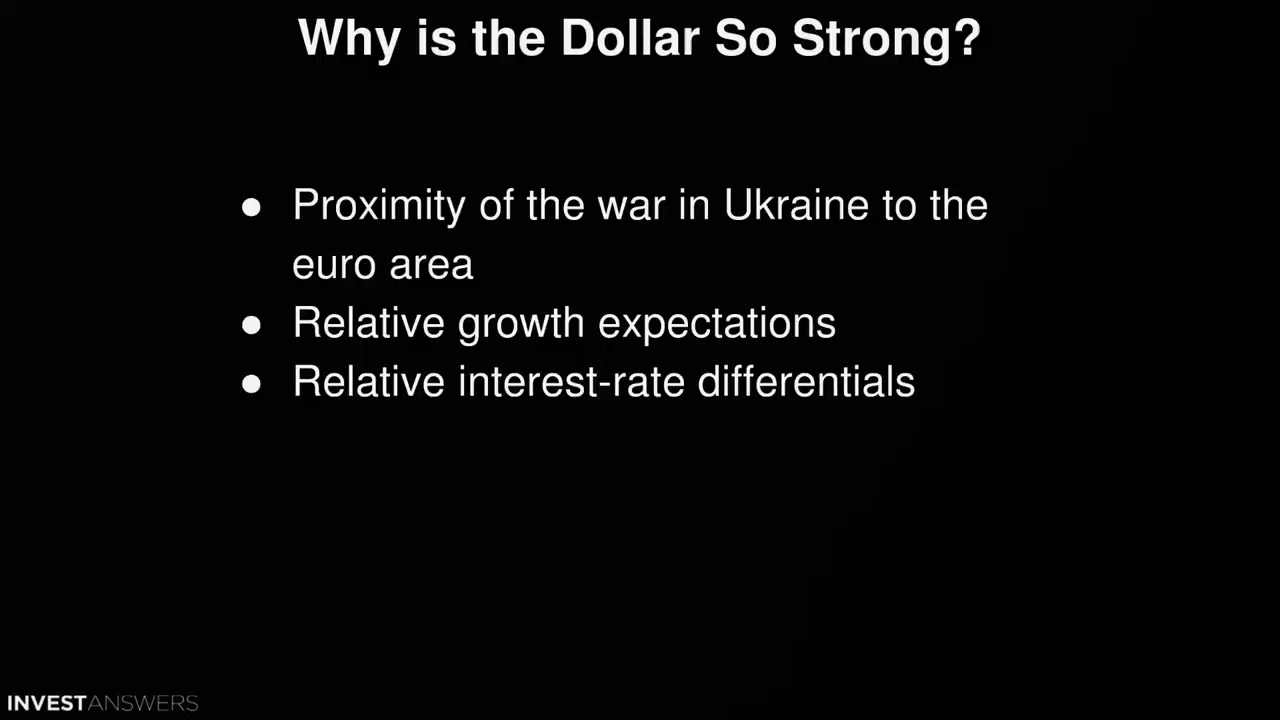 Why is the Dollar So Strong?
● Proximity of the war in Ukraine to the
euro area
● Relative growth expectations
● Relative interest-rate differentials
INVESTANSWERS